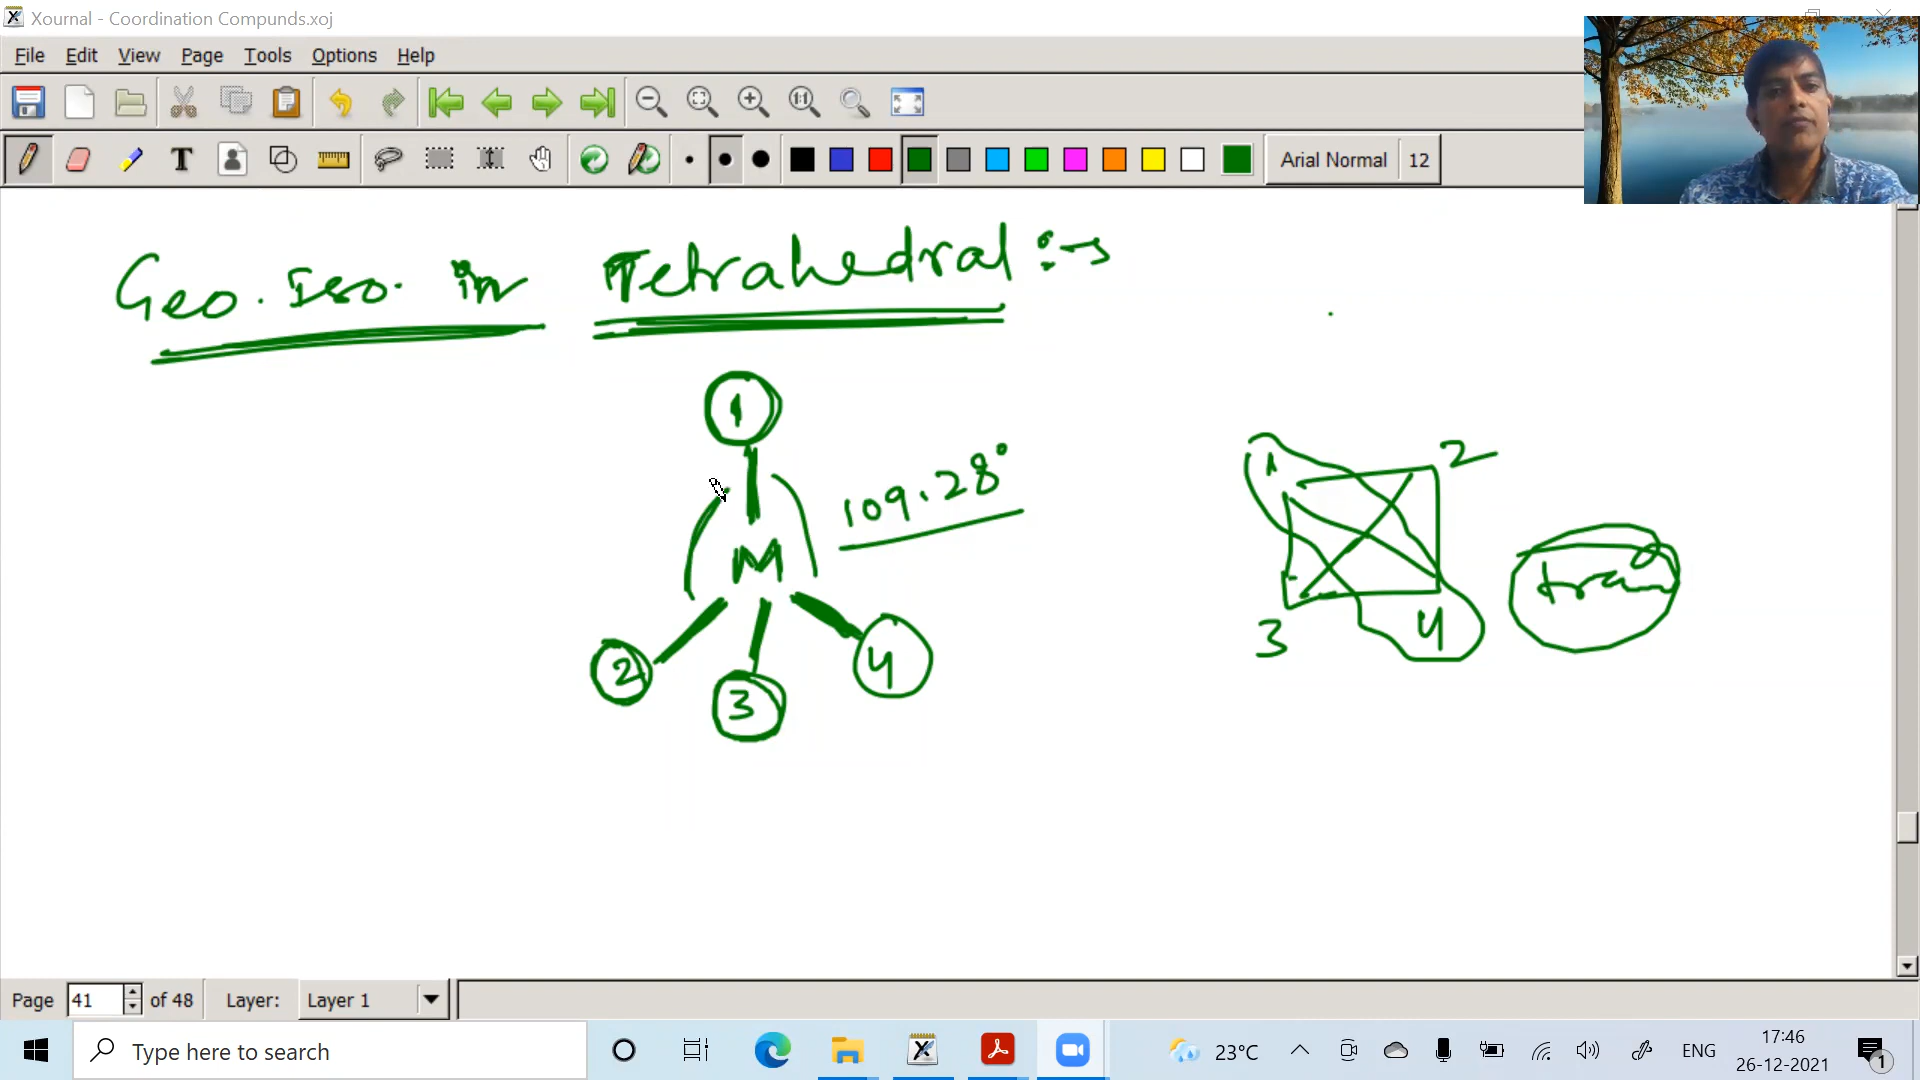 Xournal - Coordination Compunds.xoj
File Edit View Page Tools Options Help
Arial Normal 12
Geo. Iso. in Tetrahedral :→
1
M
109.28°
2
3
4
1
2
3
4
trans
Page 41 of 48 Layer: Layer 1
Type here to search
23°C
ENG
17:46
26-12-2021
1